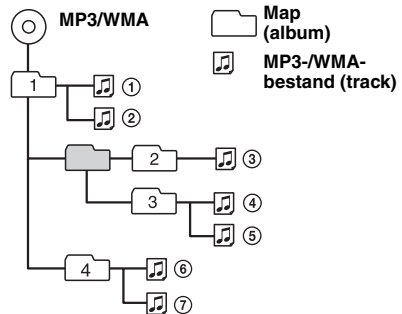 MP3/WMA
Map
(album)
MP3-/WMA-
bestand (track)
1
①
②
2
③
3
④
⑤
4
⑥
⑦